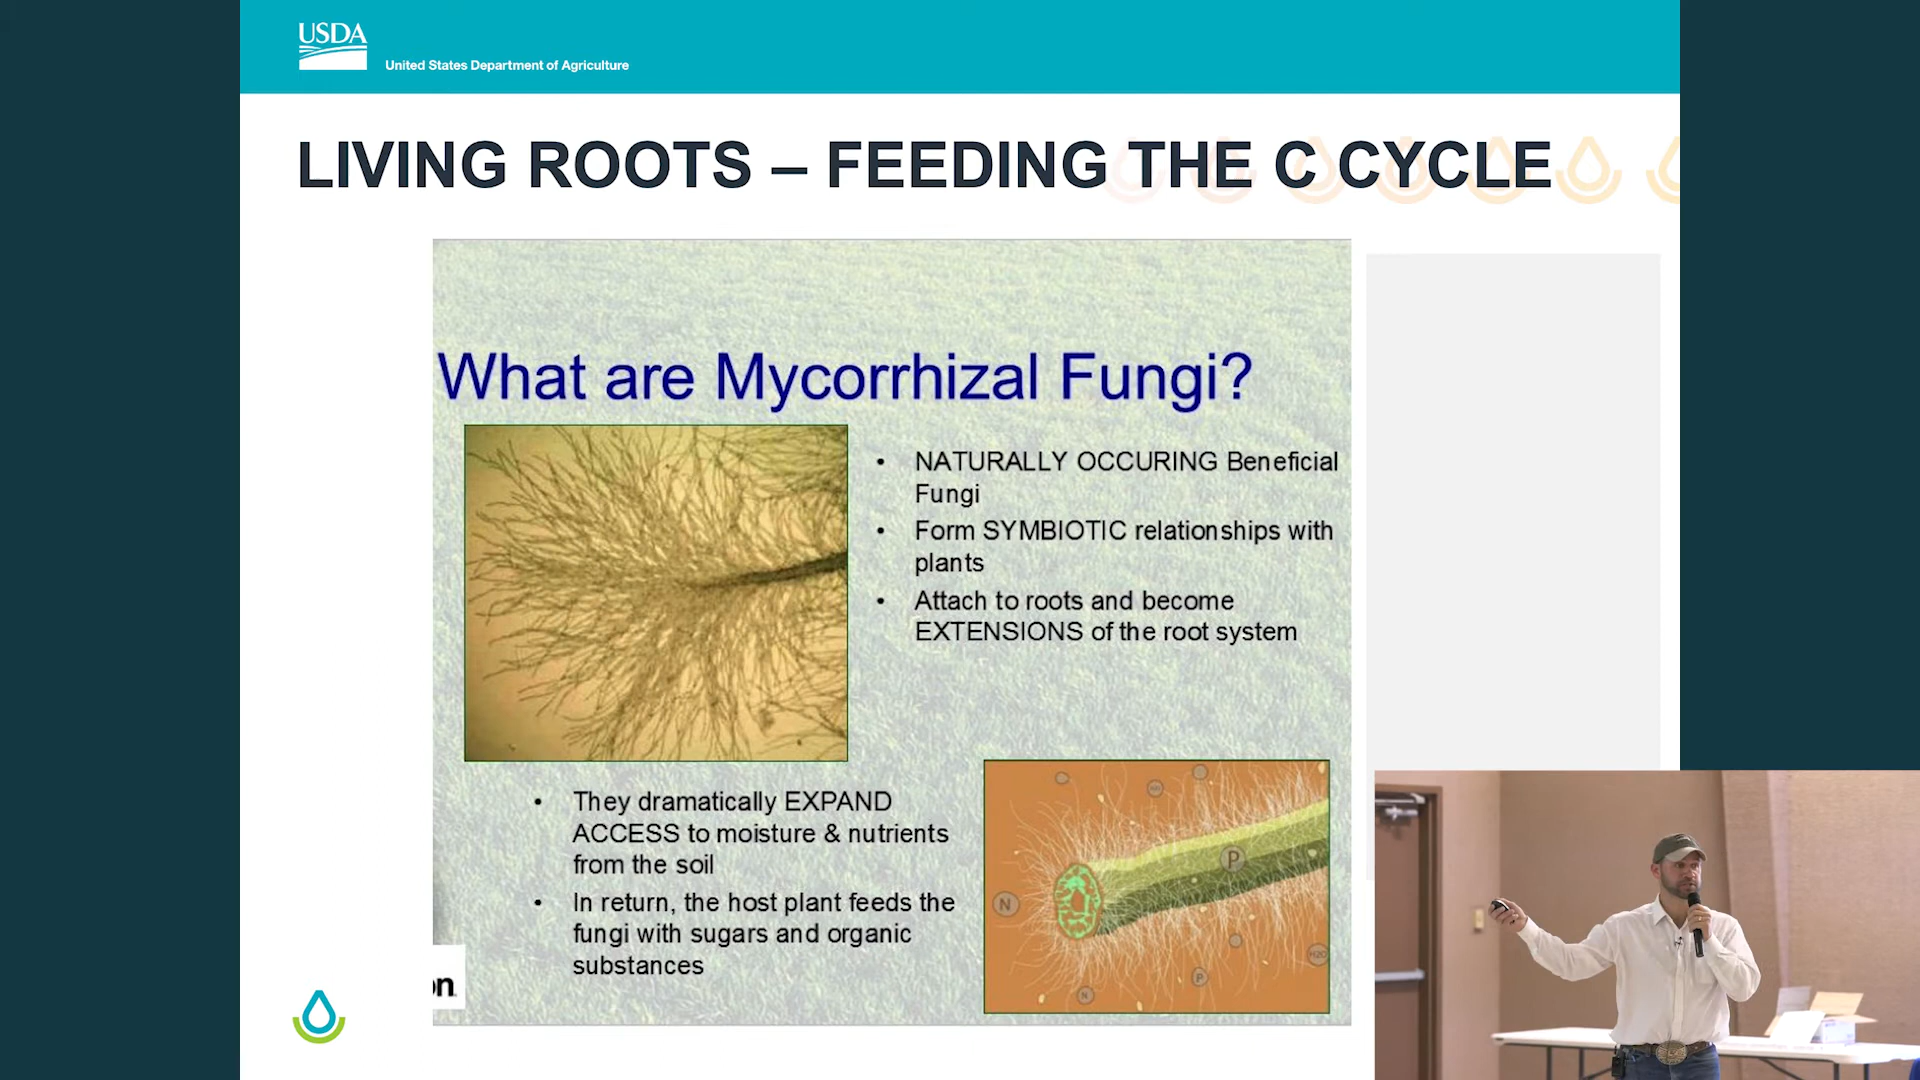 USDA
United States Department of Agriculture
LIVING ROOTS – FEEDING THE C CYCLE
What are Mycorrhizal Fungi?
• NATURALLY OCCURING Beneficial
Fungi
• Form SYMBIOTIC relationships with
plants
• Attach to roots and become
EXTENSIONS of the root system
• They dramatically EXPAND
ACCESS to moisture & nutrients
from the soil
• In return, the host plant feeds the
fungi with sugars and organic
substances
P
N
H2O
P
N
on